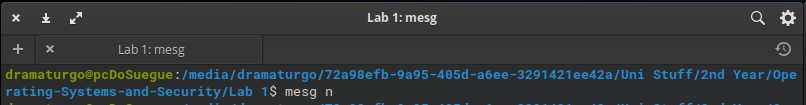 Lab 1: mesg
Lab 1: mesg
dramaturgo@pcDoSuegue:/media/dramaturgo/72a98efb-9a95-405d-a6ee-3291421ee42a/Uni Stuff/2nd Year/Ope
rating-Systems-and-Security/Lab 1$ mesg n